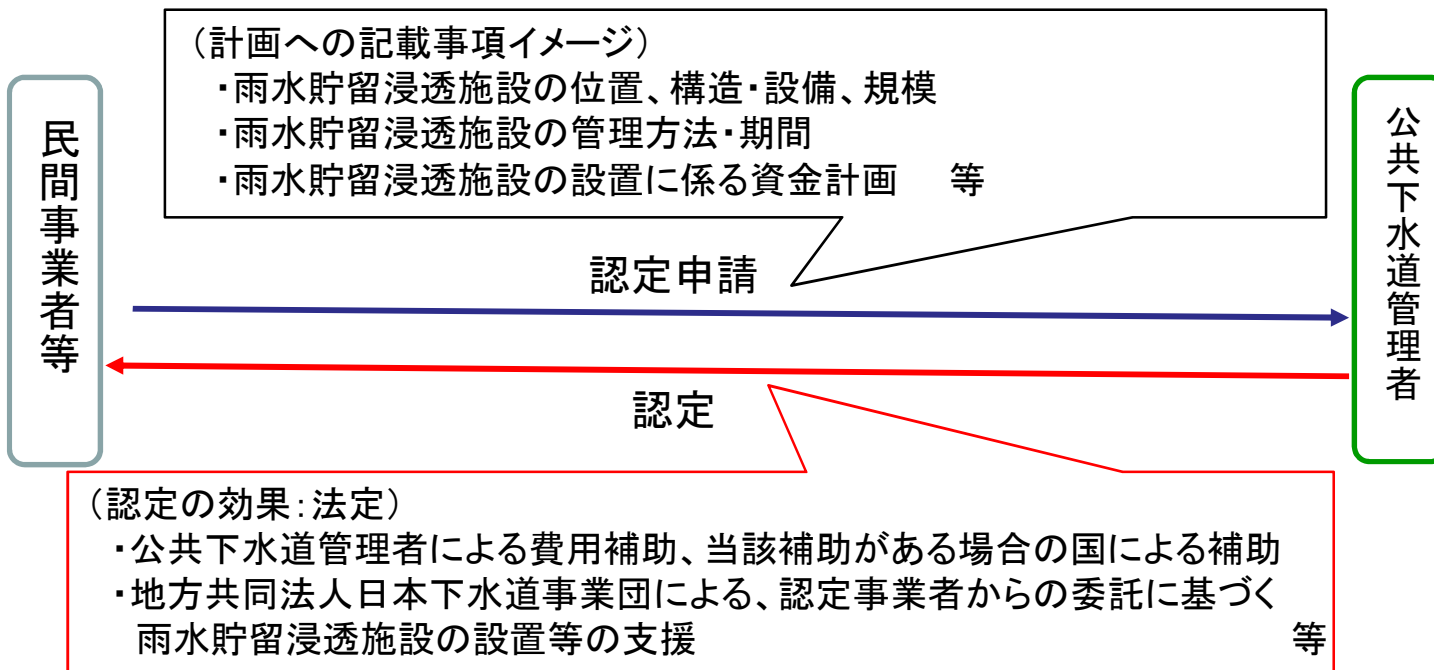 (計画への記載事項イメージ)
・雨水貯留浸透施設の位置、構造・設備、規模
・雨水貯留浸透施設の管理方法・期間
・雨水貯留浸透施設の設置に係る資金計画 等
民間事業者等
公共下水道管理者
認定申請
認定
(認定の効果:法定)
・公共下水道管理者による費用補助、当該補助がある場合の国による補助
・地方共同法人日本下水道事業団による、認定事業者からの委託に基づく
雨水貯留浸透施設の設置等の支援 等